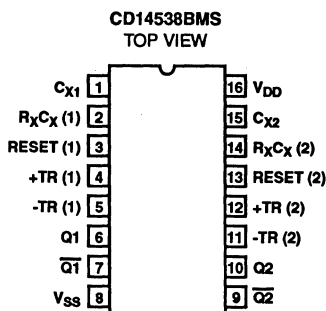 CD14538BMS
TOP VIEW
CX1 1 16 VDD
RXCX (1) 2 15 CX2
RESET (1) 3 14 RXCX (2)
+TR (1) 4 13 RESET (2)
-TR (1) 5 12 +TR (2)
Q1 6 11 -TR (2)
Q1 7 10 Q2
VSS 8 9 Q2